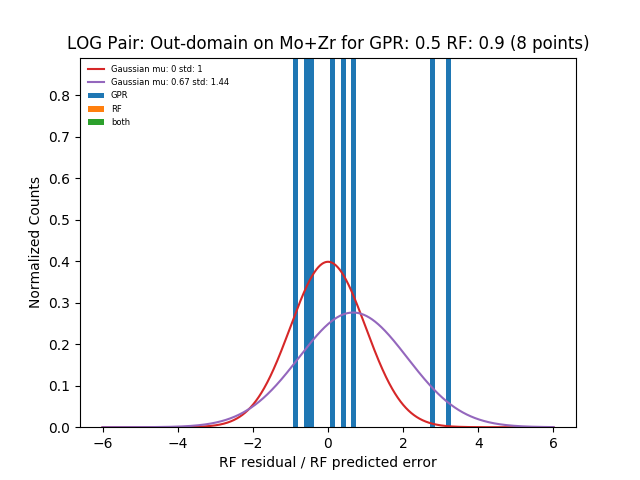 LOG Pair: Out-domain on Mo+Zr for GPR: 0.5 RF: 0.9 (8 points)
Gaussian mu: 0 std: 1
Gaussian mu: 0.67 std: 1.44
GPR
RF
both
Normalized Counts
0.8
0.7
0.6
0.5
0.4
0.3
0.2
0.1
0.0
−6 −4 −2 0 2 4 6
RF residual / RF predicted error